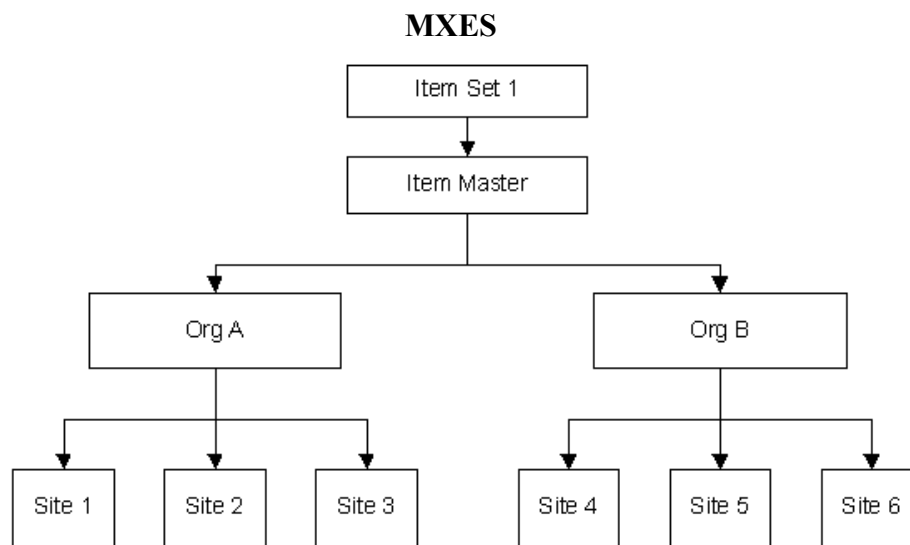 MXES
Item Set 1
Item Master
Org A
Org B
Site 1
Site 2
Site 3
Site 4
Site 5
Site 6